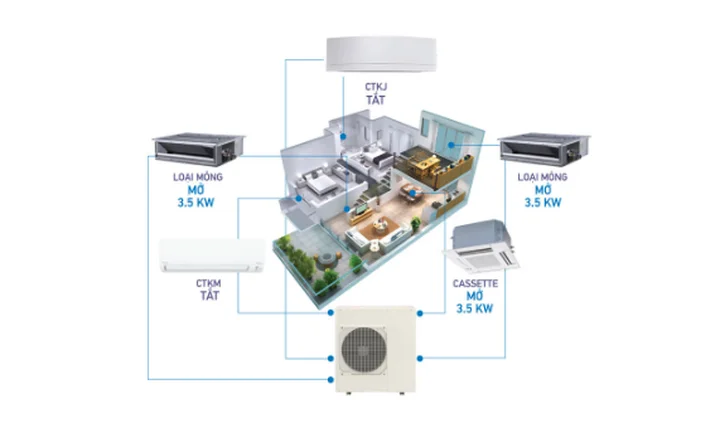 CTKJ
TẮT
LOẠI MỎNG
MỞ
3.5 KW
LOẠI MỎNG
MỞ
3.5 KW
CTKM
TẮT
CASSETTE
MỞ
3.5 KW